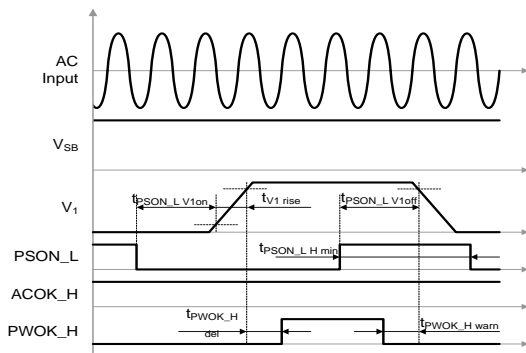 AC
Input
VSB
V1
tPSON_L V1on
tV1 rise
tPSON_L V1off
PSON_L
tPSON_L H min
ACOK_H
PWOK_H
tPWOK_H
del
tPWOK_H warn